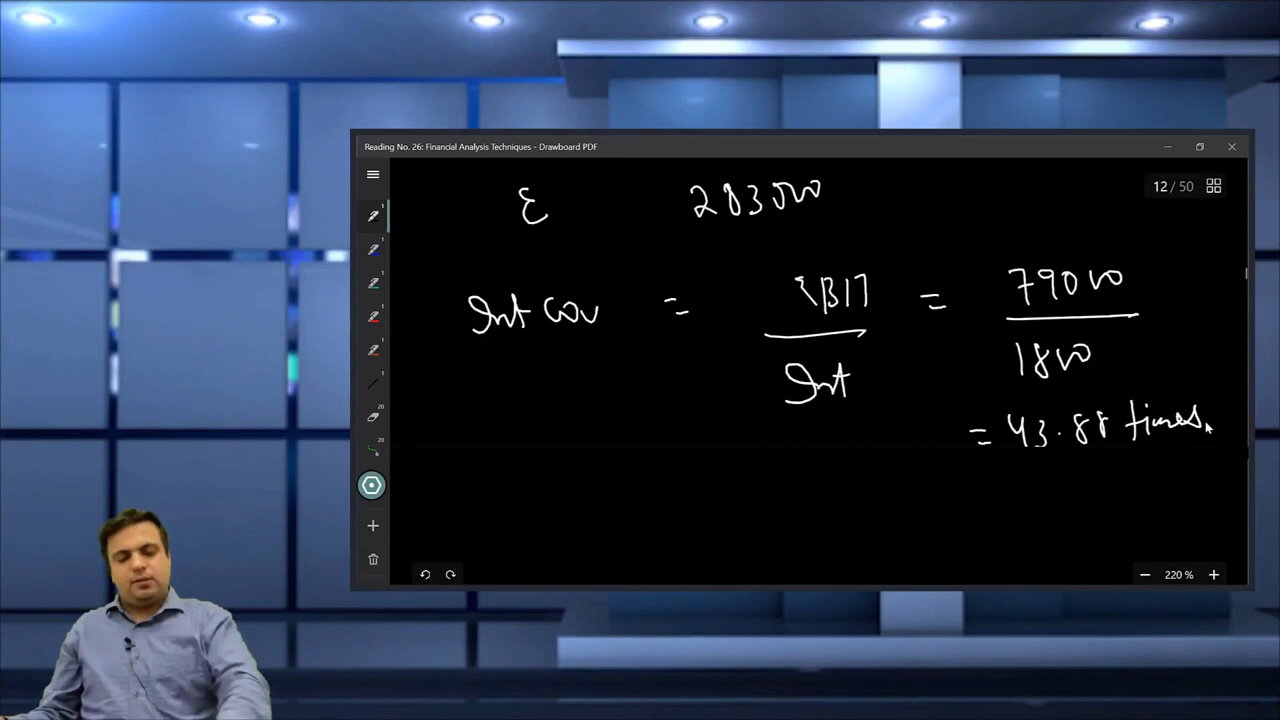 Reading No. 26: Financial Analysis Techniques - Drawboard PDF
12 / 50
E 283000
Int Cov = EBIT / Int = 79000 / 1800
= 43.88 times.
220 %